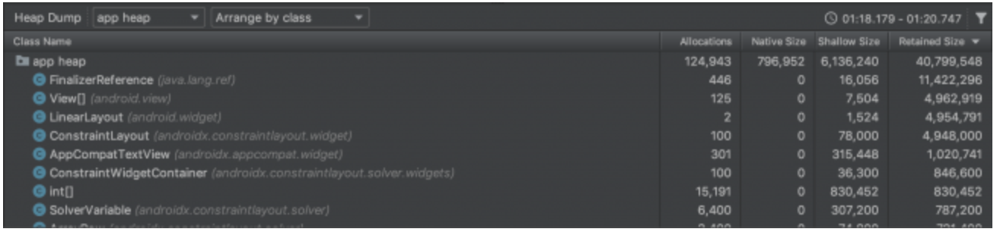 Heap Dump app heap Arrange by class 01:18.179 - 01:20.747
Class Name Allocations Native Size Shallow Size Retained Size
app heap 124,943 796,952 6,136,240 40,799,548
FinalizerReference (java.lang.ref) 446 0 16,056 11,422,296
View[] (android.view) 125 0 7,504 4,962,919
LinearLayout (android.widget) 2 0 1,524 4,954,791
ConstraintLayout (androidx.constraintlayout.widget) 100 0 78,000 4,948,000
AppCompatTextView (androidx.appcompat.widget) 301 0 315,448 1,020,741
ConstraintWidgetContainer (androidx.constraintlayout.solver.widgets) 100 0 36,300 846,600
int[] 15,191 0 830,452 830,452
SolverVariable (androidx.constraintlayout.solver) 6,400 0 307,200 787,200